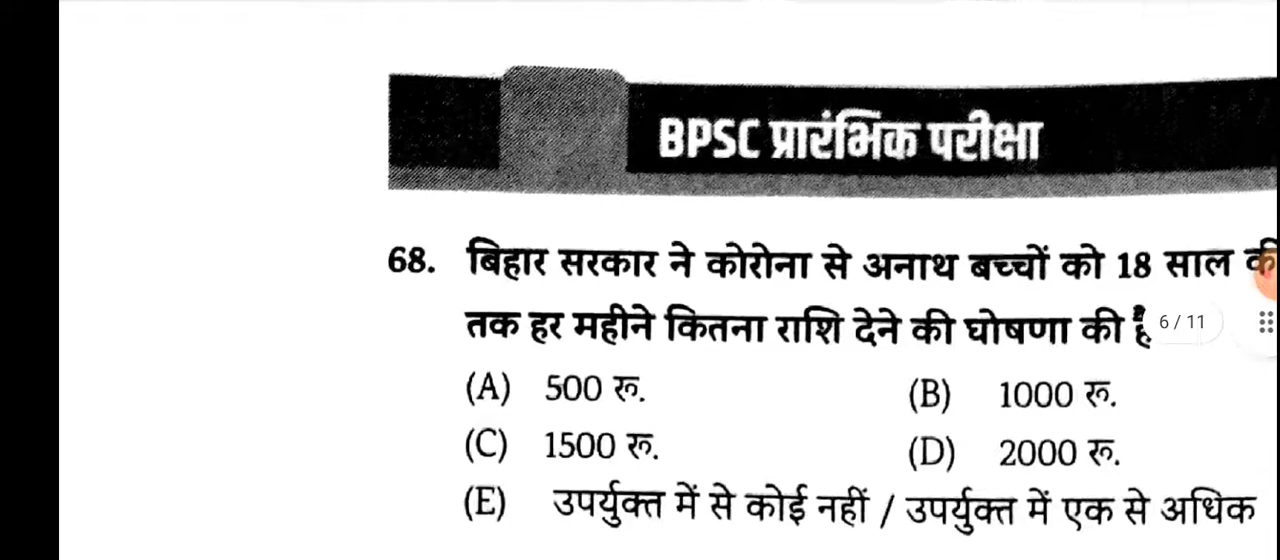 BPSC प्रारंभिक परीक्षा
68. बिहार सरकार ने कोरोना से अनाथ बच्चों को 18 साल की
तक हर महीने कितना राशि देने की घोषणा की है
6 / 11
(A) 500 रू. (B) 1000 रू.
(C) 1500 रू. (D) 2000 रू.
(E) उपर्युक्त में से कोई नहीं / उपर्युक्त में एक से अधिक